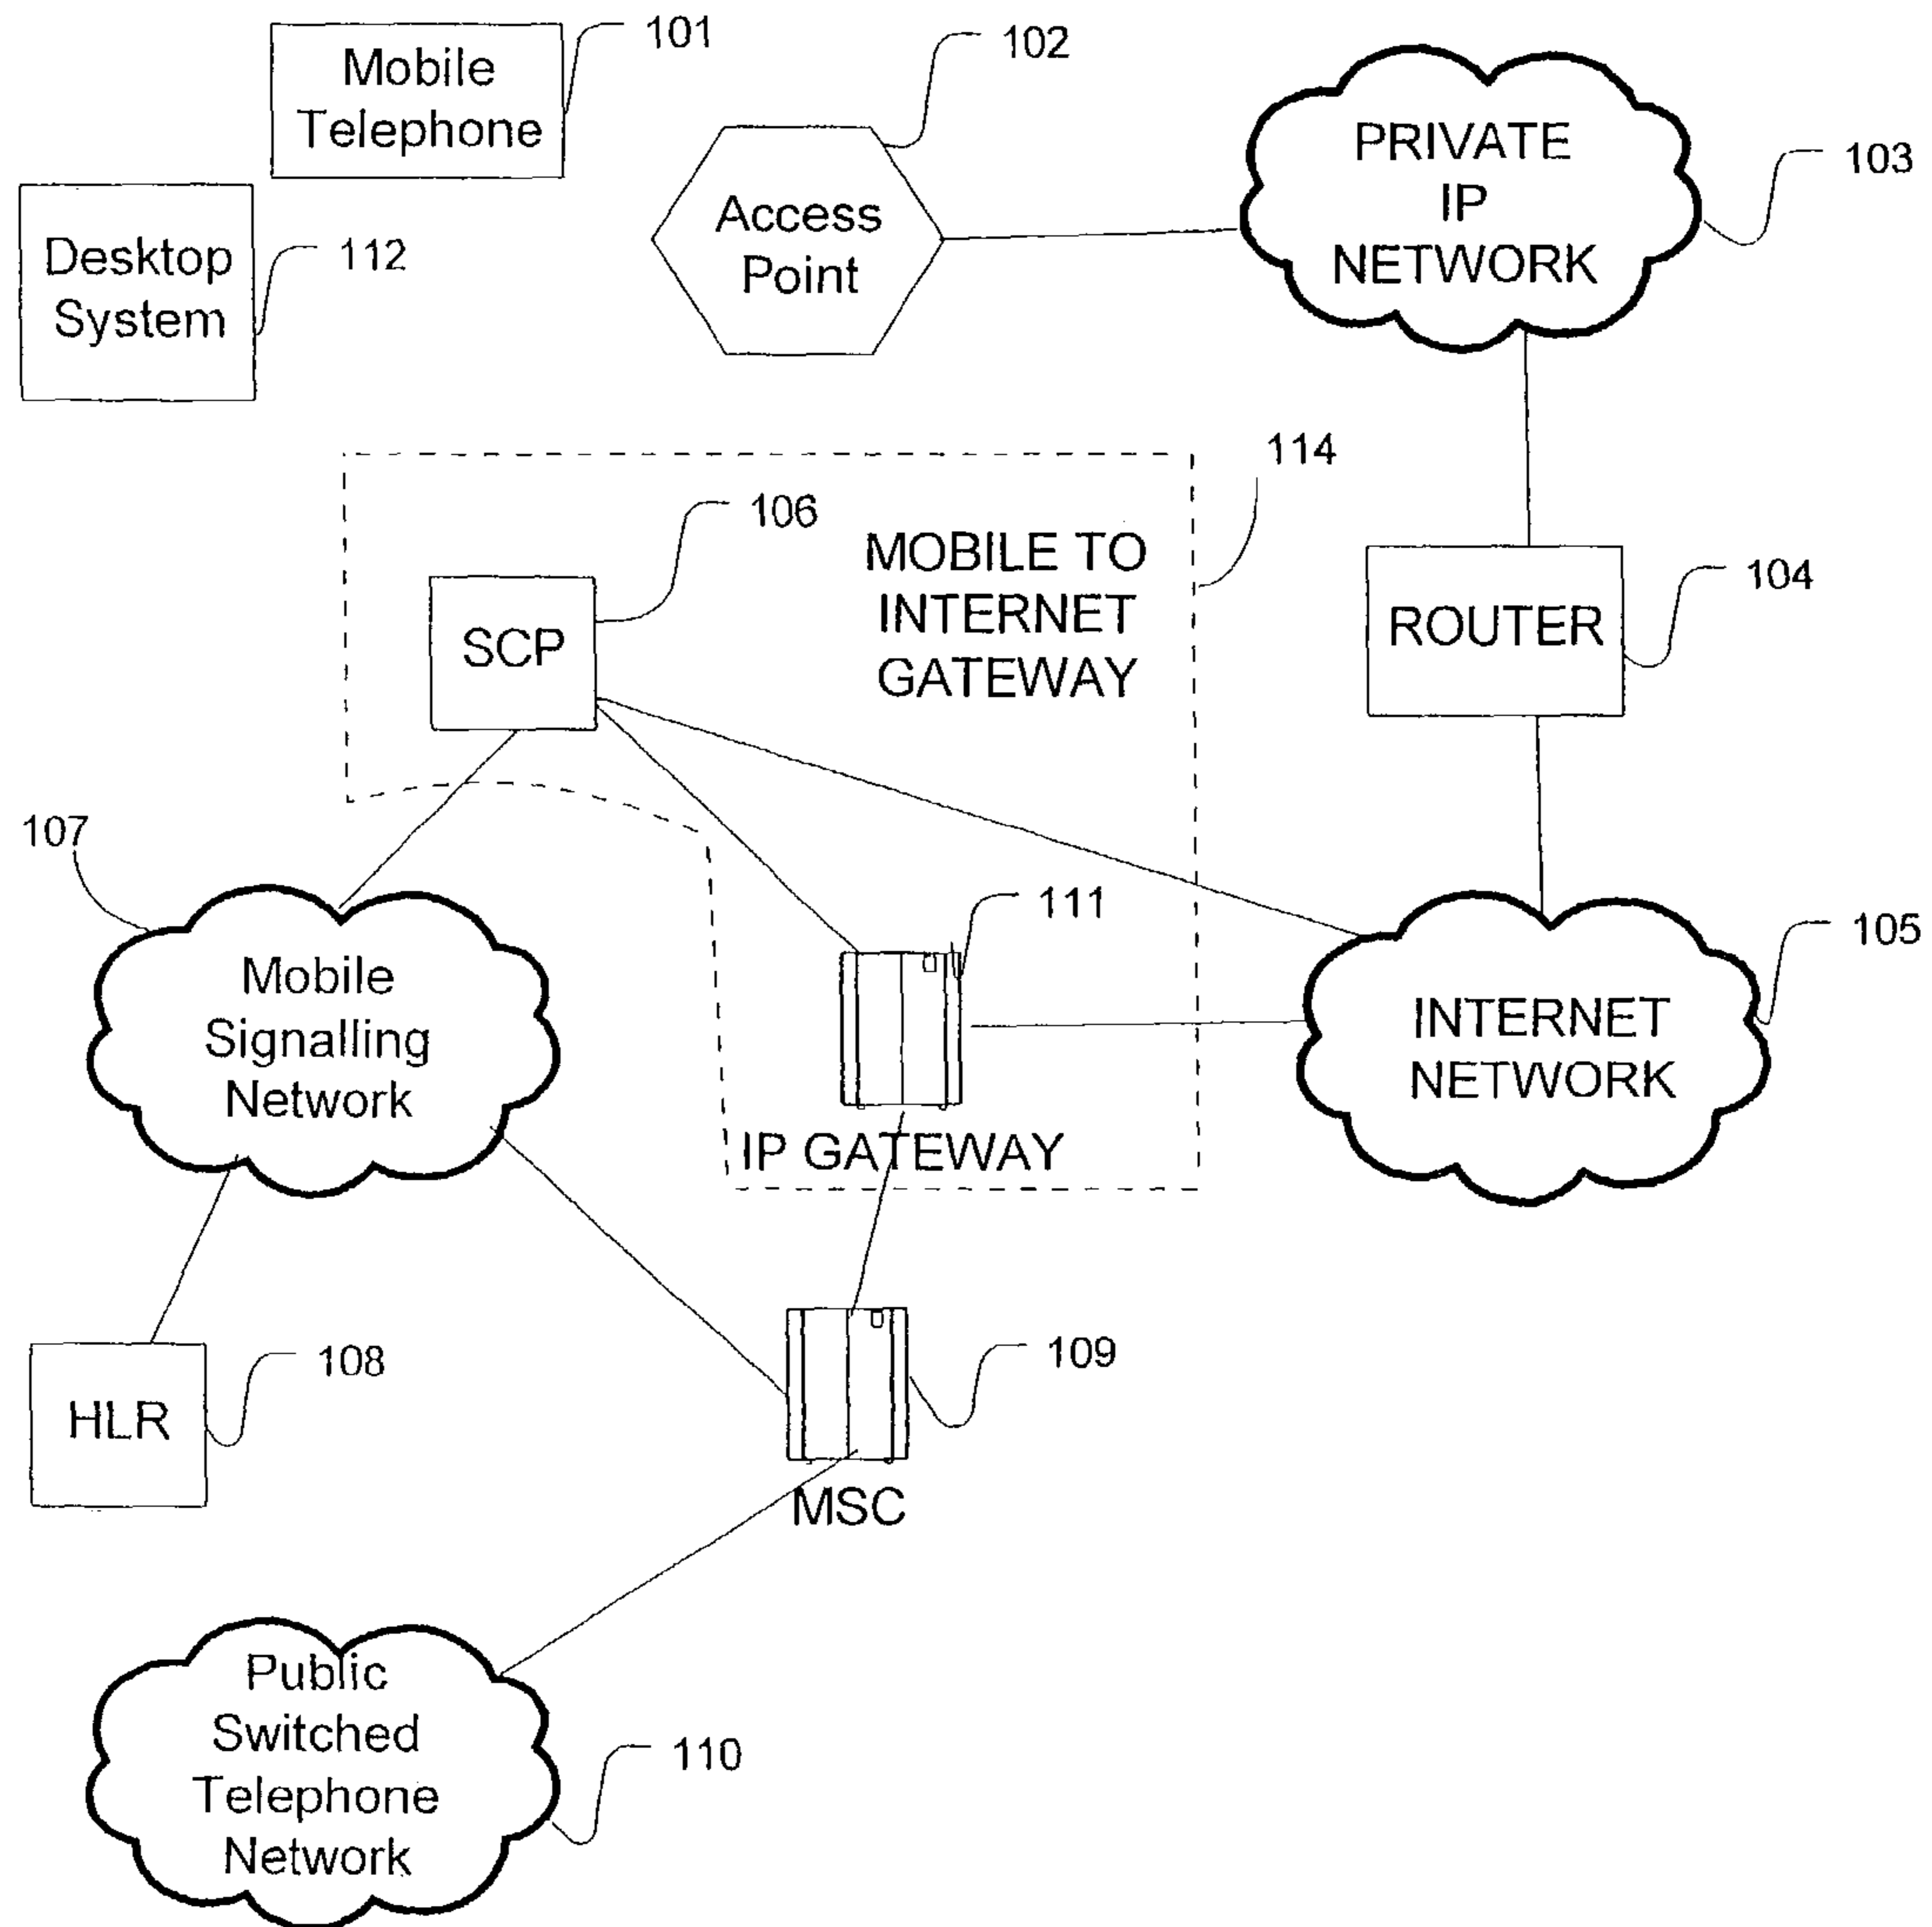 101
Mobile
Telephone
102
PRIVATE
IP
NETWORK
103
Access
Point
Desktop
System
112
114
106
MOBILE TO
INTERNET
GATEWAY
SCP
104
ROUTER
107
111
105
Mobile
Signalling
Network
INTERNET
NETWORK
IP GATEWAY
108
HLR
109
MSC
Public
Switched
Telephone
Network
110